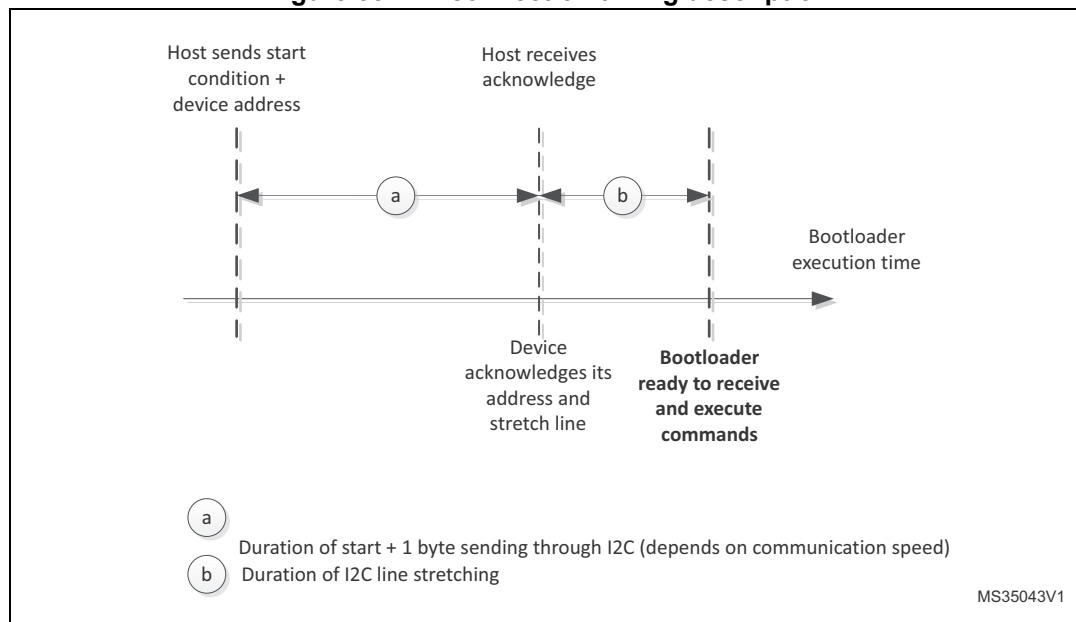 Host sends start
condition +
device address
Host receives
acknowledge
a
b
Bootloader
execution time
Device
acknowledges its
address and
stretch line
Bootloader
ready to receive
and execute
commands
a
Duration of start + 1 byte sending through I2C (depends on communication speed)
b Duration of I2C line stretching
MS35043V1